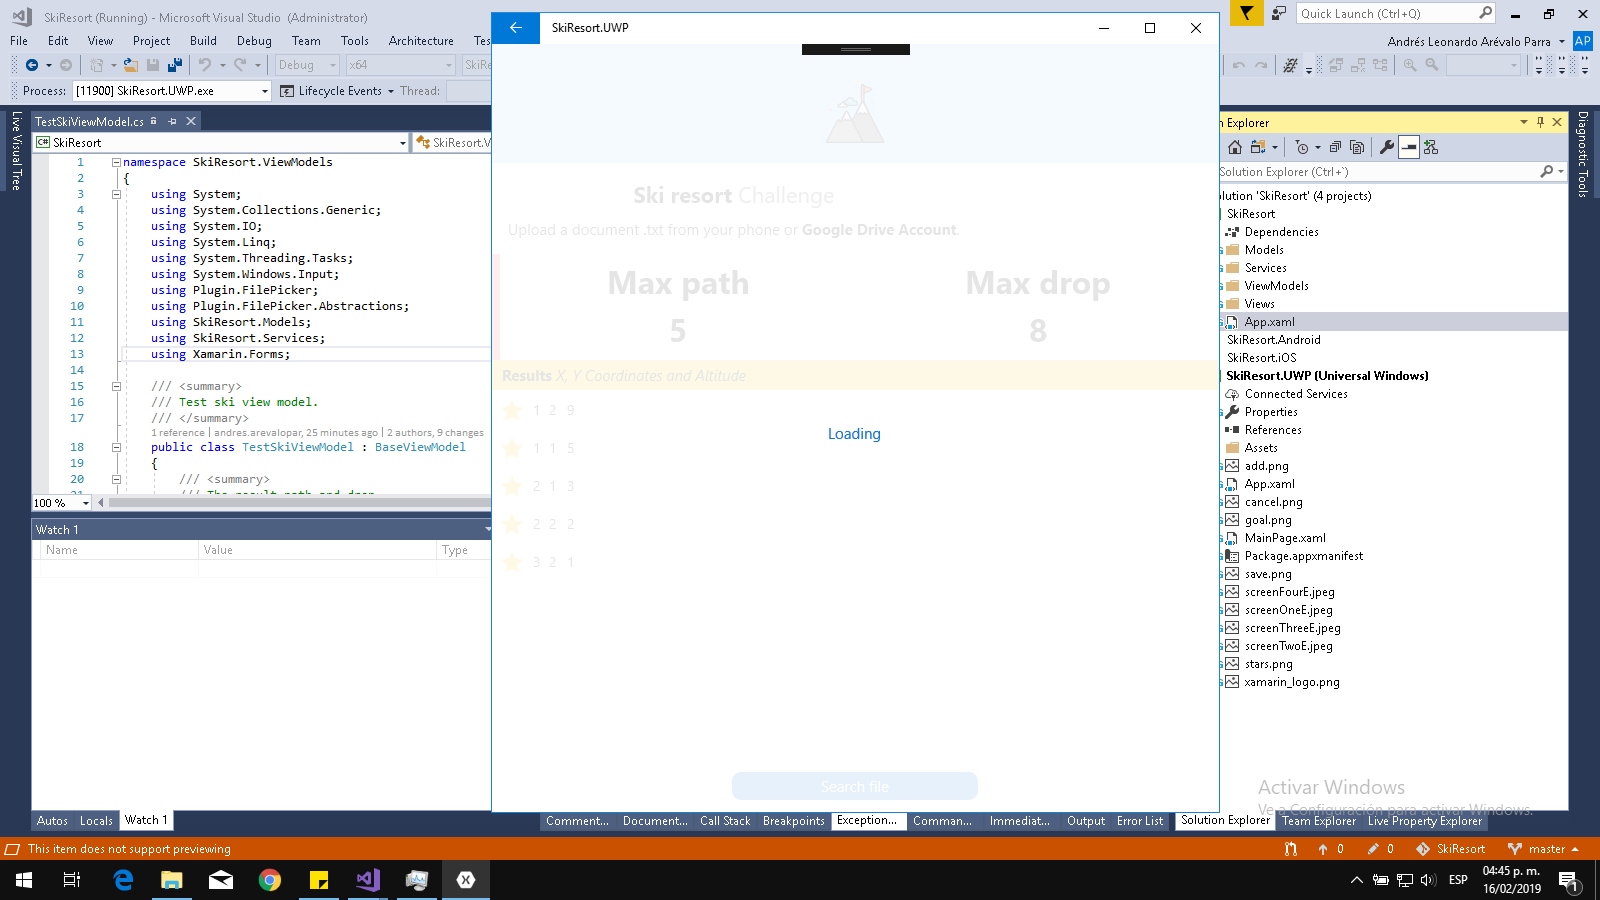 SkiResort (Running) - Microsoft Visual Studio (Administrator)
Quick Launch (Ctrl+Q)
File Edit View Project Build Debug Team Tools Architecture Tes
Andrés Leonardo Arévalo Parra AP
Debug x64 SkiRe
Process: [11900] SkiResort.UWP.exe Lifecycle Events Thread:
Live Visual Tree
TestSkiViewModel.cs
C# SkiResort SkiResort.V
1 namespace SkiResort.ViewModels
2 {
3 using System;
4 using System.Collections.Generic;
5 using System.IO;
6 using System.Linq;
7 using System.Threading.Tasks;
8 using System.Windows.Input;
9 using Plugin.FilePicker;
10 using Plugin.FilePicker.Abstractions;
11 using SkiResort.Models;
12 using SkiResort.Services;
13 using Xamarin.Forms;
14
15 /// <summary>
16 /// Test ski view model.
17 /// </summary>
1 reference | andres.arevalopar, 25 minutes ago | 2 authors, 9 changes
18 public class TestSkiViewModel : BaseViewModel
19 {
20 /// <summary>
21 /// The result path and drop
100 %
Watch 1
Name Value Type
Autos Locals Watch 1
SkiResort.UWP
Ski resort Challenge
Upload a document .txt from your phone or Google Drive Account.
Max path Max drop
5 8
Results X, Y Coordinates and Altitude
1 2 9
Loading
1 1 5
2 1 3
2 2 2
3 2 1
Search file
n Explorer
Solution Explorer (Ctrl+`)
olution 'SkiResort' (4 projects)
SkiResort
Dependencies
Models
Services
ViewModels
Views
App.xaml
SkiResort.Android
SkiResort.iOS
SkiResort.UWP (Universal Windows)
Connected Services
Properties
References
Assets
add.png
App.xaml
cancel.png
goal.png
MainPage.xaml
Package.appxmanifest
save.png
screenFourE.jpeg
screenOneE.jpeg
screenThreeE.jpeg
screenTwoE.jpeg
stars.png
xamarin_logo.png
Diagnostic Tools
Activar Windows
Ve a Configuración para activar Windows.
Comment... Document... Call Stack Breakpoints Exception... Comman... Immediat... Output Error List Solution Explorer Team Explorer Live Property Explorer
This item does not support previewing
0 0 SkiResort master
ESP
04:45 p. m.
16/02/2019
1